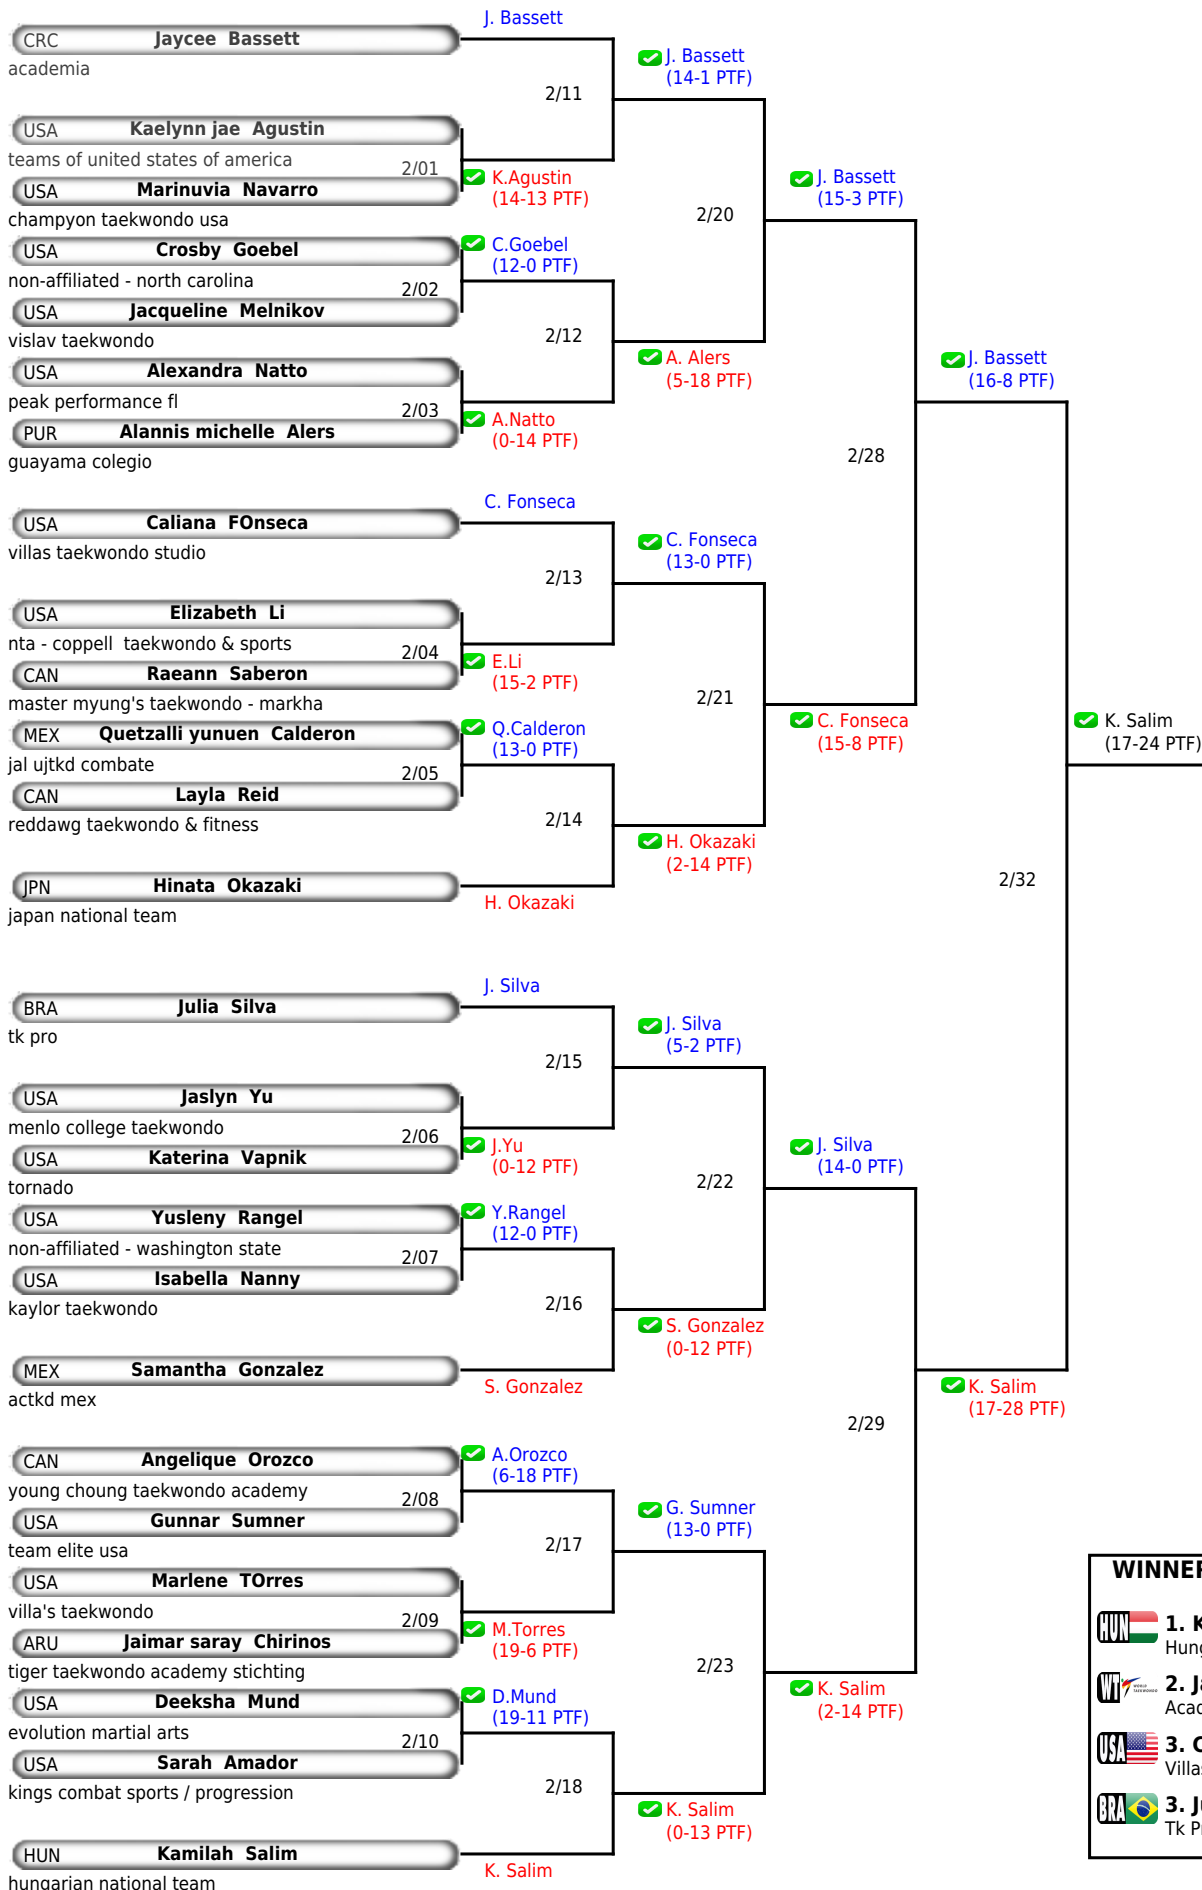 J. Bassett
CRC Jaycee Bassett
academia
J. Bassett
(14-1 PTF)
2/11
USA Kaelynn jae Agustin
teams of united states of america
2/01
USA Marinuvia Navarro
champyon taekwondo usa
K.Agustin
(14-13 PTF)
J. Bassett
(15-3 PTF)
2/20
USA Crosby Goebel
non-affiliated - north carolina
C.Goebel
(12-0 PTF)
2/02
USA Jacqueline Melnikov
vislav taekwondo
2/12
USA Alexandra Natto
peak performance fl
A. Alers
(5-18 PTF)
J. Bassett
(16-8 PTF)
2/03
PUR Alannis michelle Alers
guayama colegio
A.Natto
(0-14 PTF)
2/28
C. Fonseca
USA Caliana FOnseca
villas taekwondo studio
C. Fonseca
(13-0 PTF)
2/13
USA Elizabeth Li
nta - coppell taekwondo & sports
2/04
CAN Raeann Saberon
master myung's taekwondo - markha
E.Li
(15-2 PTF)
2/21
C. Fonseca
(15-8 PTF)
K. Salim
(17-24 PTF)
MEX Quetzalli yunuen Calderon
jal ujtkd combate
Q.Calderon
(13-0 PTF)
2/05
CAN Layla Reid
reddawg taekwondo & fitness
2/14
H. Okazaki
(2-14 PTF)
JPN Hinata Okazaki
japan national team
H. Okazaki
2/32
J. Silva
BRA Julia Silva
tk pro
J. Silva
(5-2 PTF)
2/15
USA Jaslyn Yu
menlo college taekwondo
2/06
USA Katerina Vapnik
tornado
J.Yu
(0-12 PTF)
J. Silva
(14-0 PTF)
2/22
USA Yusleny Rangel
non-affiliated - washington state
Y.Rangel
(12-0 PTF)
2/07
USA Isabella Nanny
kaylor taekwondo
2/16
S. Gonzalez
(0-12 PTF)
MEX Samantha Gonzalez
actkd mex
S. Gonzalez
K. Salim
(17-28 PTF)
2/29
CAN Angelique Orozco
young choung taekwondo academy
A.Orozco
(6-18 PTF)
2/08
USA Gunnar Sumner
team elite usa
G. Sumner
(13-0 PTF)
2/17
USA Marlene TOrres
villa's taekwondo
2/09
ARU Jaimar saray Chirinos
tiger taekwondo academy stichting
M.Torres
(19-6 PTF)
2/23
K. Salim
(2-14 PTF)
USA Deeksha Mund
evolution martial arts
D.Mund
(19-11 PTF)
2/10
USA Sarah Amador
kings combat sports / progression
2/18
K. Salim
(0-13 PTF)
HUN Kamilah Salim
hungarian national team
K. Salim
WINNER
HUN 1. K
Hung
WT 2. Ja
Acad
USA 3. C
Villas
BRA 3. Ju
Tk P